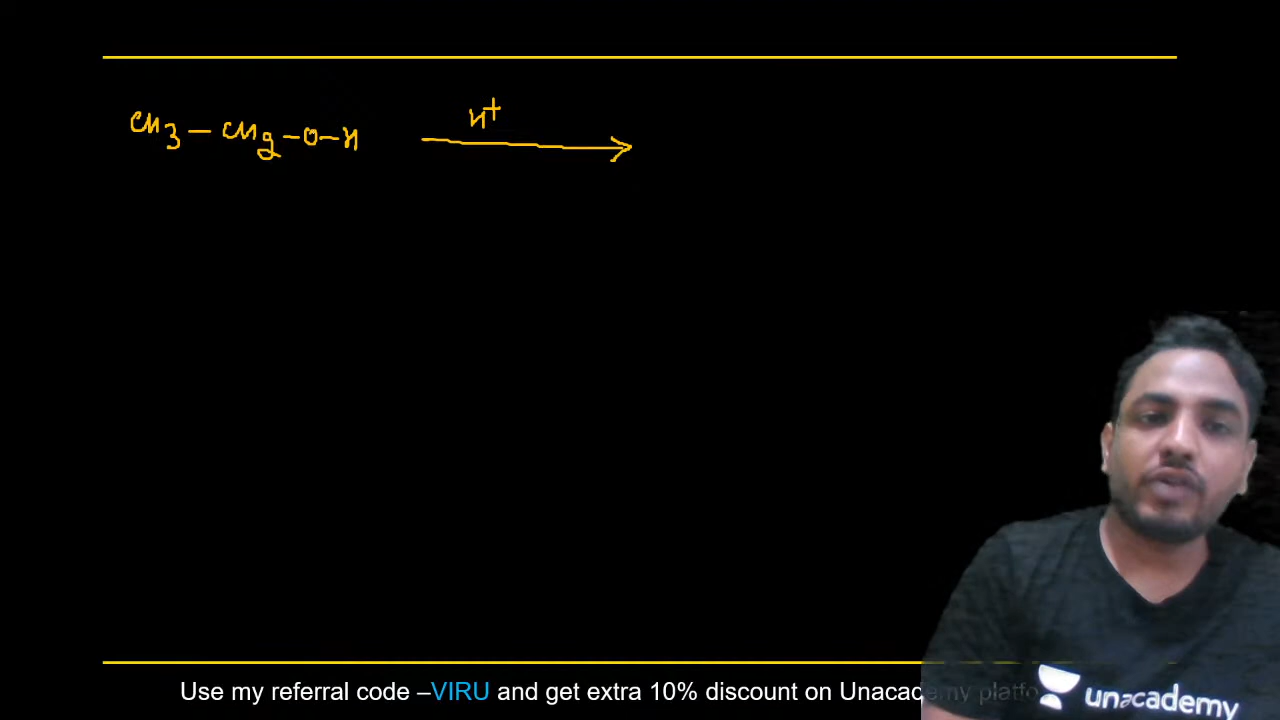 H+
CH3 – CH2 – O – H
Use my referral code –VIRU and get extra 10% discount on Unacademy platfo
unacademy